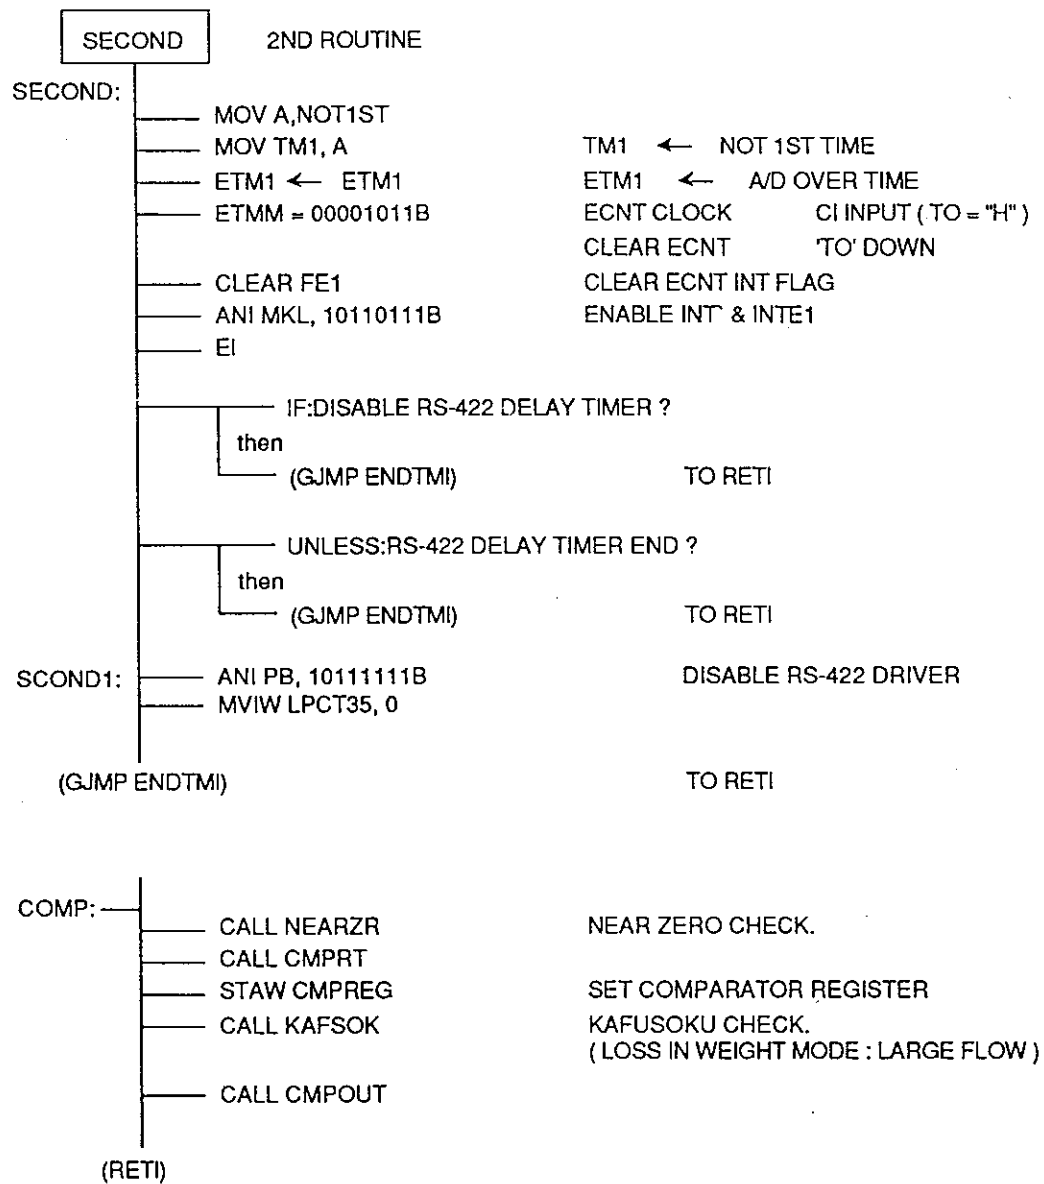 SECOND 2ND ROUTINE
SECOND:
MOV A,NOT1ST
MOV TM1, A TM1 ← NOT 1ST TIME
ETM1 ← ETM1 ETM1 ← A/D OVER TIME
ETMM = 00001011B ECNT CLOCK CI INPUT ( TO = "H" )
CLEAR ECNT 'TO' DOWN
CLEAR FE1 CLEAR ECNT INT FLAG
ANI MKL, 10110111B ENABLE INT & INTE1
EI
IF:DISABLE RS-422 DELAY TIMER ?
then
(GJMP ENDTMI) TO RETI
UNLESS:RS-422 DELAY TIMER END ?
then
(GJMP ENDTMI) TO RETI
SCOND1: ANI PB, 10111111B DISABLE RS-422 DRIVER
MVIW LPCT35, 0
(GJMP ENDTMI) TO RETI
COMP:
CALL NEARZR NEAR ZERO CHECK.
CALL CMPRT
STAW CMPREG SET COMPARATOR REGISTER
CALL KAFSOK KAFUSOKU CHECK.
( LOSS IN WEIGHT MODE : LARGE FLOW )
CALL CMPOUT
(RETI)